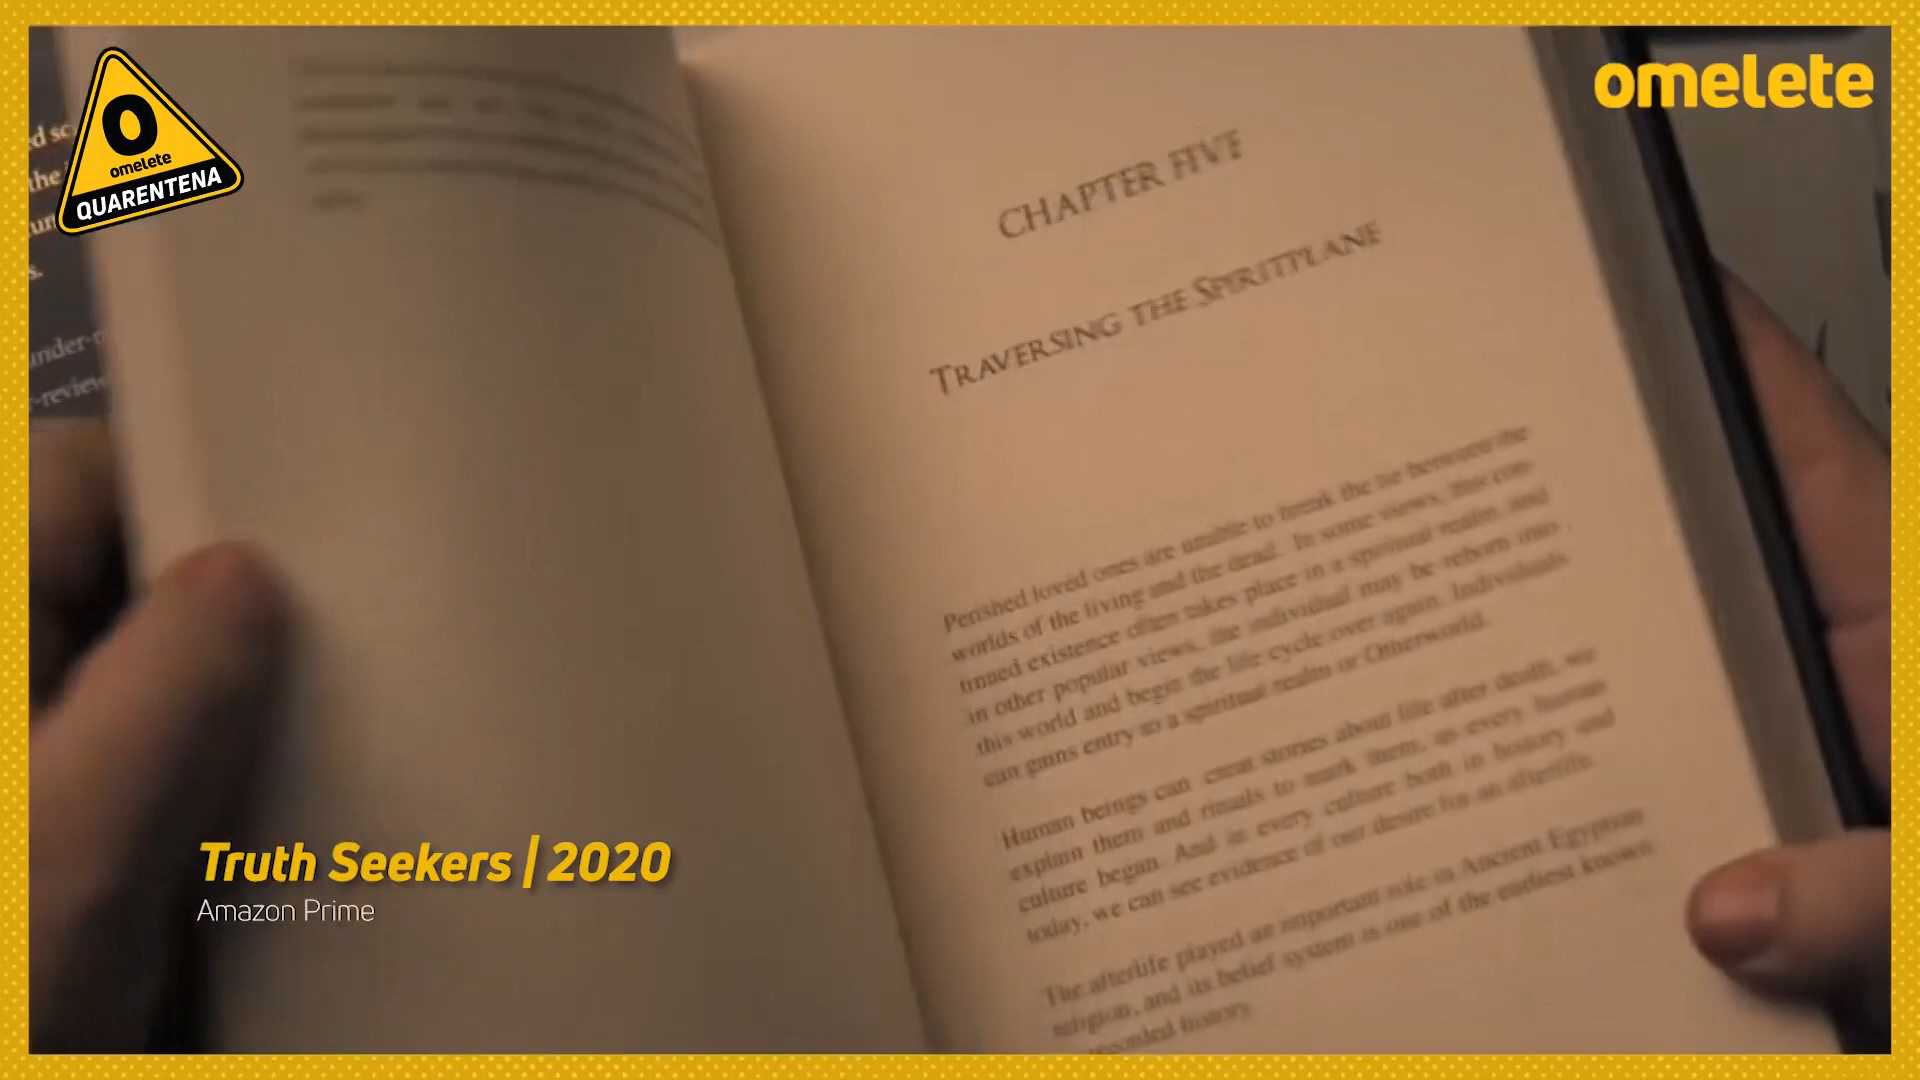 omelete
O
omelete
QUARENTENA
d sc
the
un
s.
under-
r-review
CHAPTER FIVE
TRAVERSING THE SPIRITPLANE
Perished loved ones are unable to break the tie between the
worlds of the living and the dead. In some views, this con-
tinued existence often takes place in a spiritual realm, and
in other popular views, the individual may be reborn into
this world and begin the life cycle over again. Individuals
can gains entry to a spiritual realm or Otherworld.
Human beings can creat stories about life after death, we
explain them and rituals to mark them, as every human
culture began. And in every culture both in history and
today, we can see evidence of our desire for an afterlife.
The afterlife played an important role in Ancient Egyptian
religion, and its belief system is one of the earliest known
recorded history.
Truth Seekers | 2020
Amazon Prime